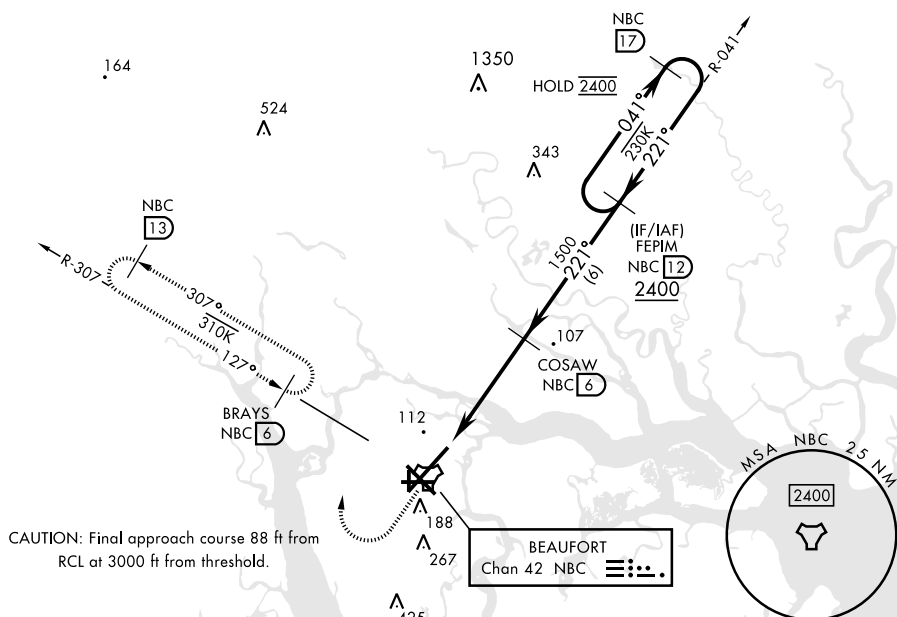 NBC
17
R-041
164
1350
HOLD 2400
524
041°
230K
221°
343
NBC
13
(IF/IAF)
FEPIM
NBC 12
2400
R-307
1500
221°
(6)
307°
310K
127°
107
COSAW
NBC 6
BRAYS
NBC 6
112
MSA NBC 25 NM
2400
188
CAUTION: Final approach course 88 ft from
RCL at 3000 ft from threshold.
267
BEAUFORT
Chan 42 NBC